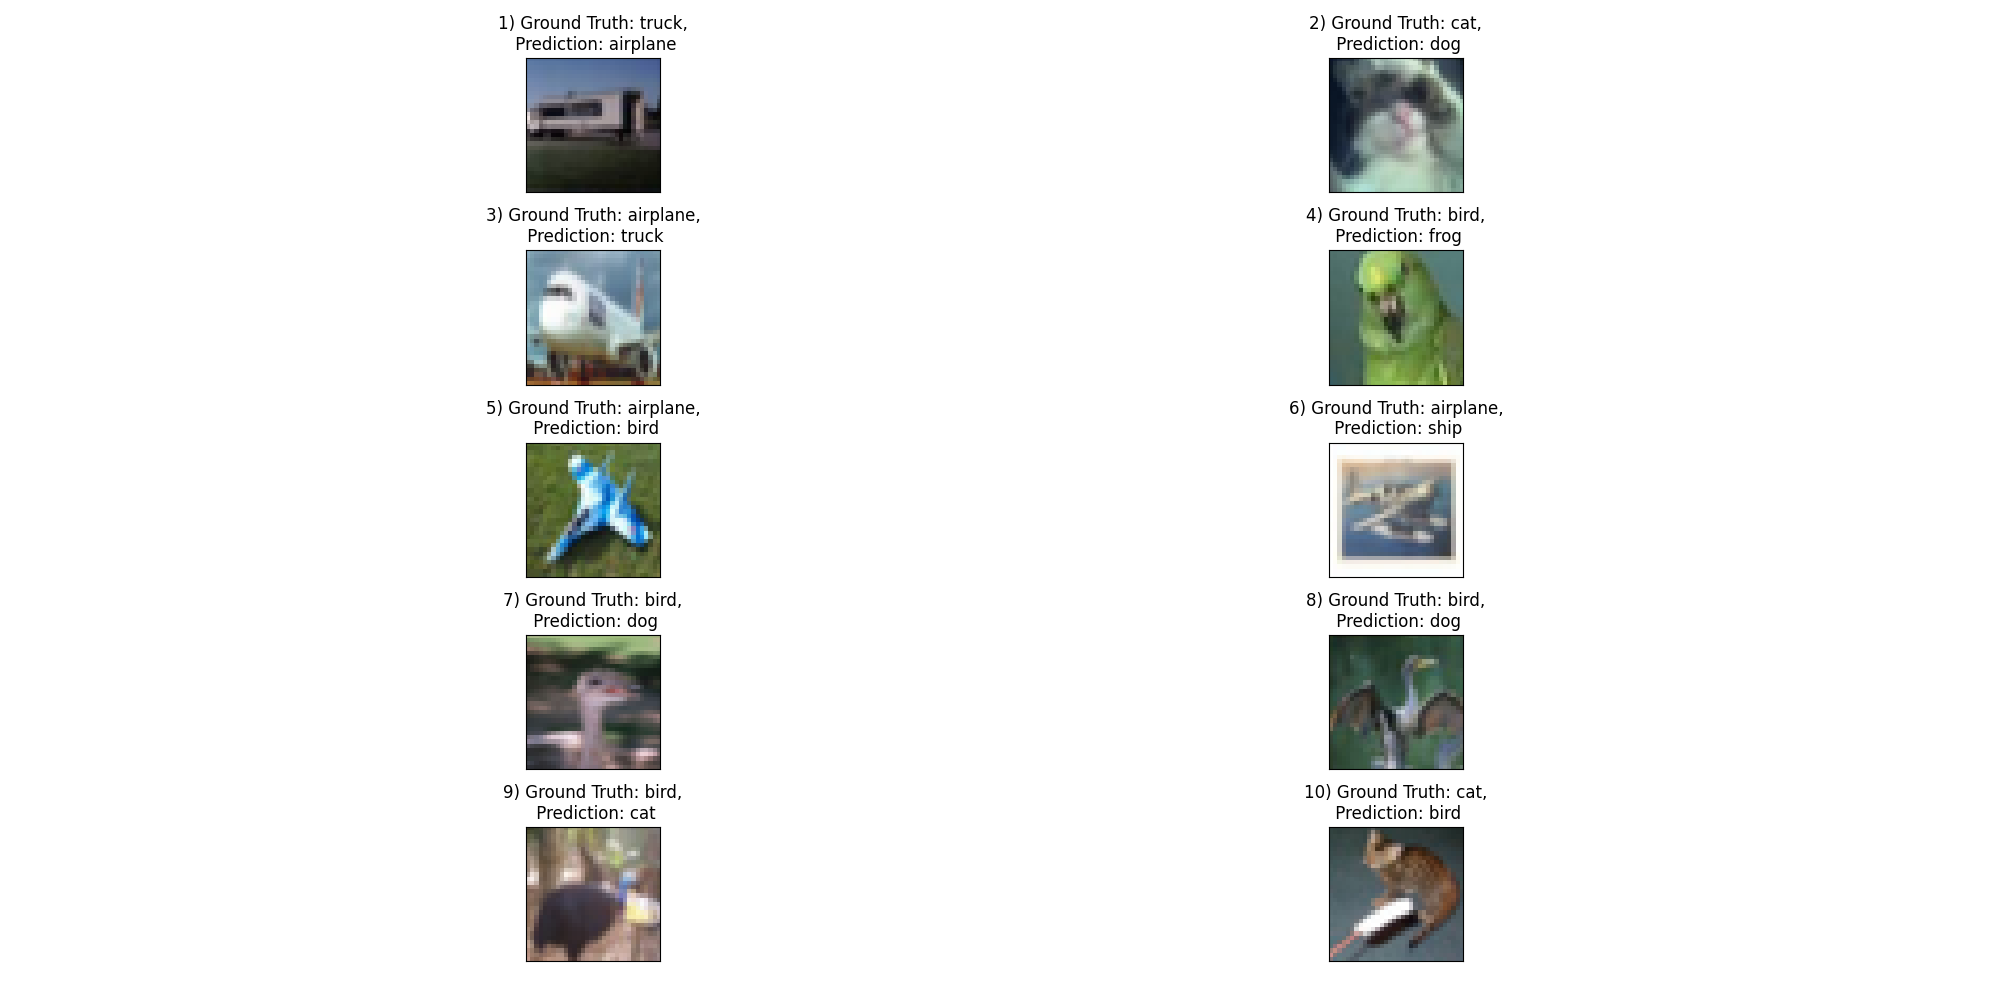 1) Ground Truth: truck,
Prediction: airplane
2) Ground Truth: cat,
Prediction: dog
3) Ground Truth: airplane,
Prediction: truck
4) Ground Truth: bird,
Prediction: frog
5) Ground Truth: airplane,
Prediction: bird
6) Ground Truth: airplane,
Prediction: ship
7) Ground Truth: bird,
Prediction: dog
8) Ground Truth: bird,
Prediction: dog
9) Ground Truth: bird,
Prediction: cat
10) Ground Truth: cat,
Prediction: bird